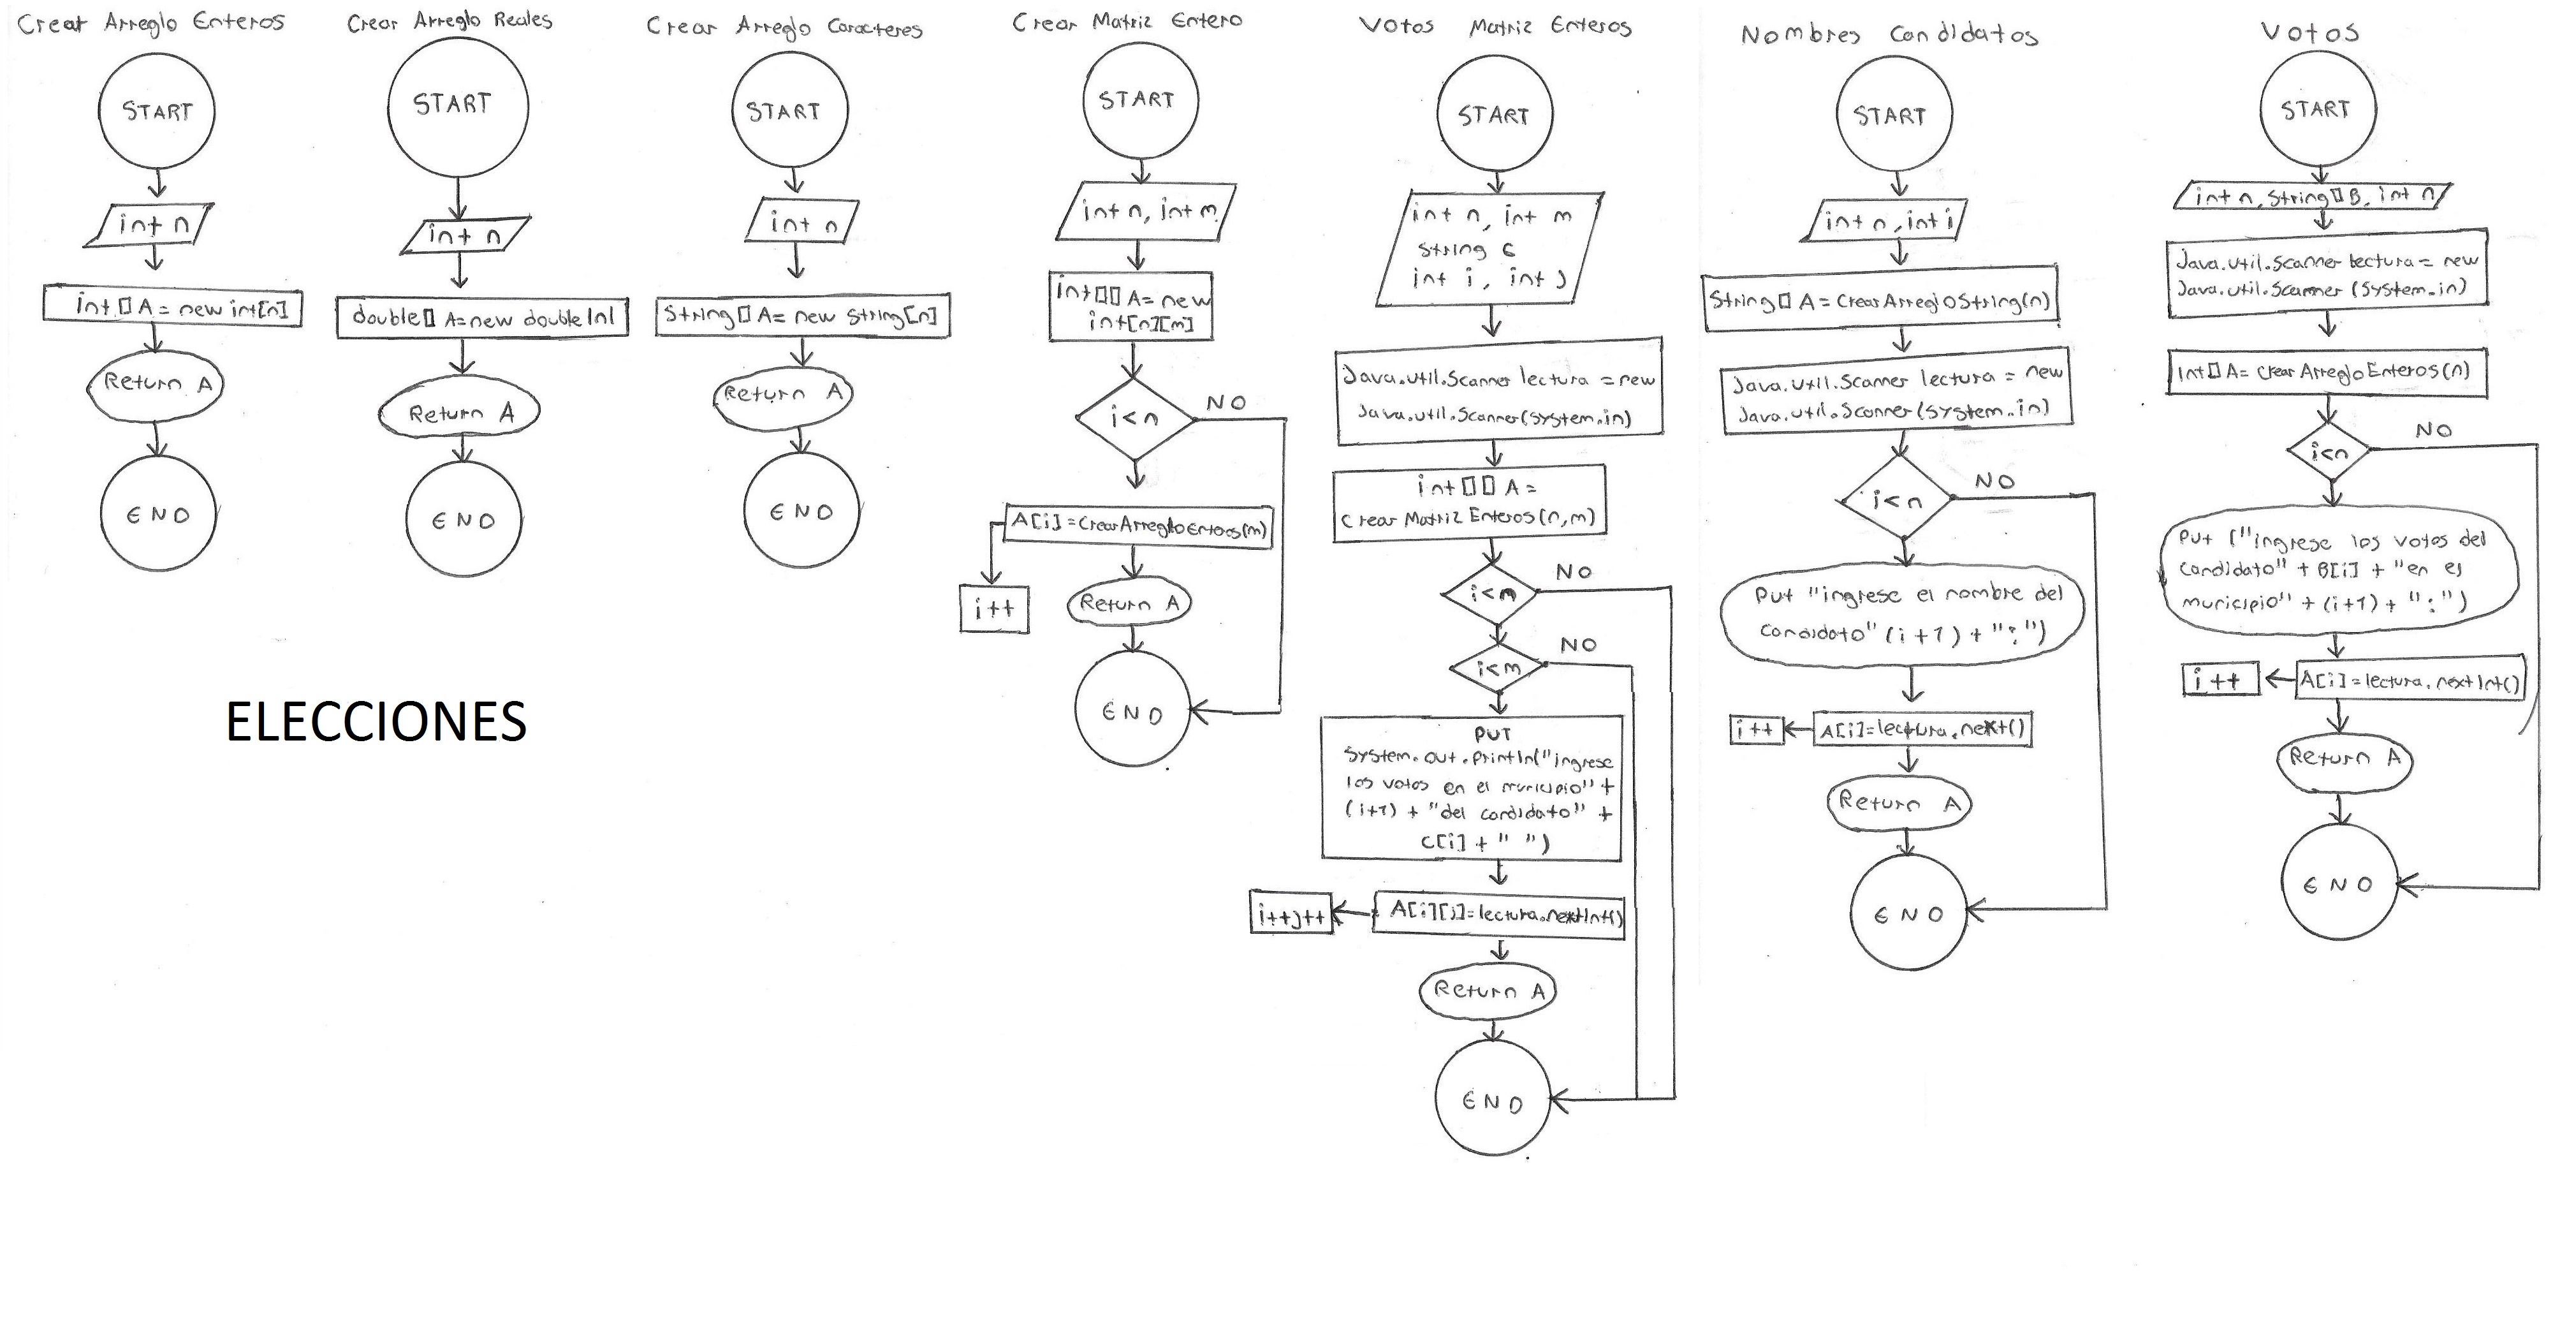 Crear Arreglo Enteros
START
int n
int [] A = new int[n]
Return A
END
Crear Arreglo Reales
START
int n
double[] A=new double[n]
Return A
END
Crear Arreglo Caracteres
START
int n
String[] A= new String[n]
Return A
END
Crear Matriz Entero
START
int n, int m
int[][] A= new
int[n][m]
i<n
NO
A[i]=CrearArregloEnteros(m)
i++
Return A
END
Votos Matriz Enteros
START
int n, int m
String C
int i, int j
Java.util.Scanner lectura = new
Java.util.Scanner(System.in)
int [][] A =
Crear Matriz Enteros (n,m)
i<n
NO
i<m
NO
PUT
System.out.println("ingrese
los votos en el municipio" +
(i+1) + "del candidato" +
C[i] + " ")
A[i][j]=lectura.nextInt()
i++j++
Return A
END
Nombres Candidatos
START
int n, int i
String[] A = CrearArregloString(n)
Java.util.Scanner lectura = new
Java.util.Scanner (System.in)
i<n
NO
Put "ingrese el nombre del
candidato" (i+1) + ":")
A[i]=lectura.next()
i++
Return A
END
Votos
START
int n, String[] B, int n
Java.util.Scanner lectura = new
Java.util.Scanner (System.in)
int[] A= Crear Arreglo Enteros(n)
i<n
NO
Put ("ingrese los votos del
candidato" + B[i] + "en el
municipio" + (i+1) + ":")
A[i]=lectura.nextInt()
i++
Return A
END
ELECCIONES